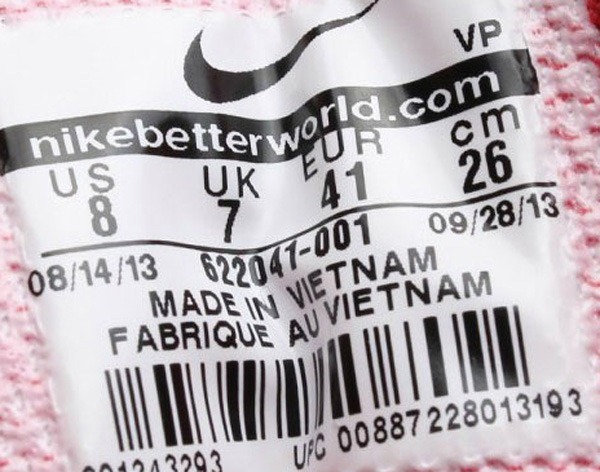 VP
nikebetterworld.com
US UK EUR cm
8 7 41 26
08/14/13 622041-001 09/28/13
MADE IN VIETNAM
FABRIQUE AU VIETNAM
UPC 00887228013193